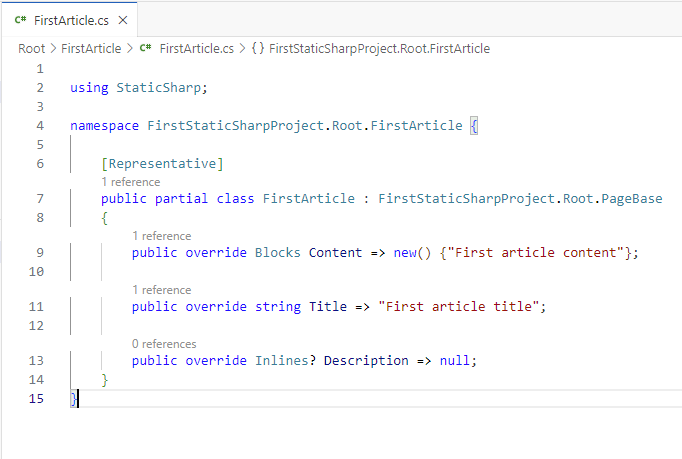 C# FirstArticle.cs ×
Root > FirstArticle > C# FirstArticle.cs > {} FirstStaticSharpProject.Root.FirstArticle
1
2 using StaticSharp;
3
4 namespace FirstStaticSharpProject.Root.FirstArticle {
5
6 [Representative]
1 reference
7 public partial class FirstArticle : FirstStaticSharpProject.Root.PageBase
8 {
1 reference
9 public override Blocks Content => new() {"First article content"};
10
1 reference
11 public override string Title => "First article title";
12
0 references
13 public override Inlines? Description => null;
14 }
15 }